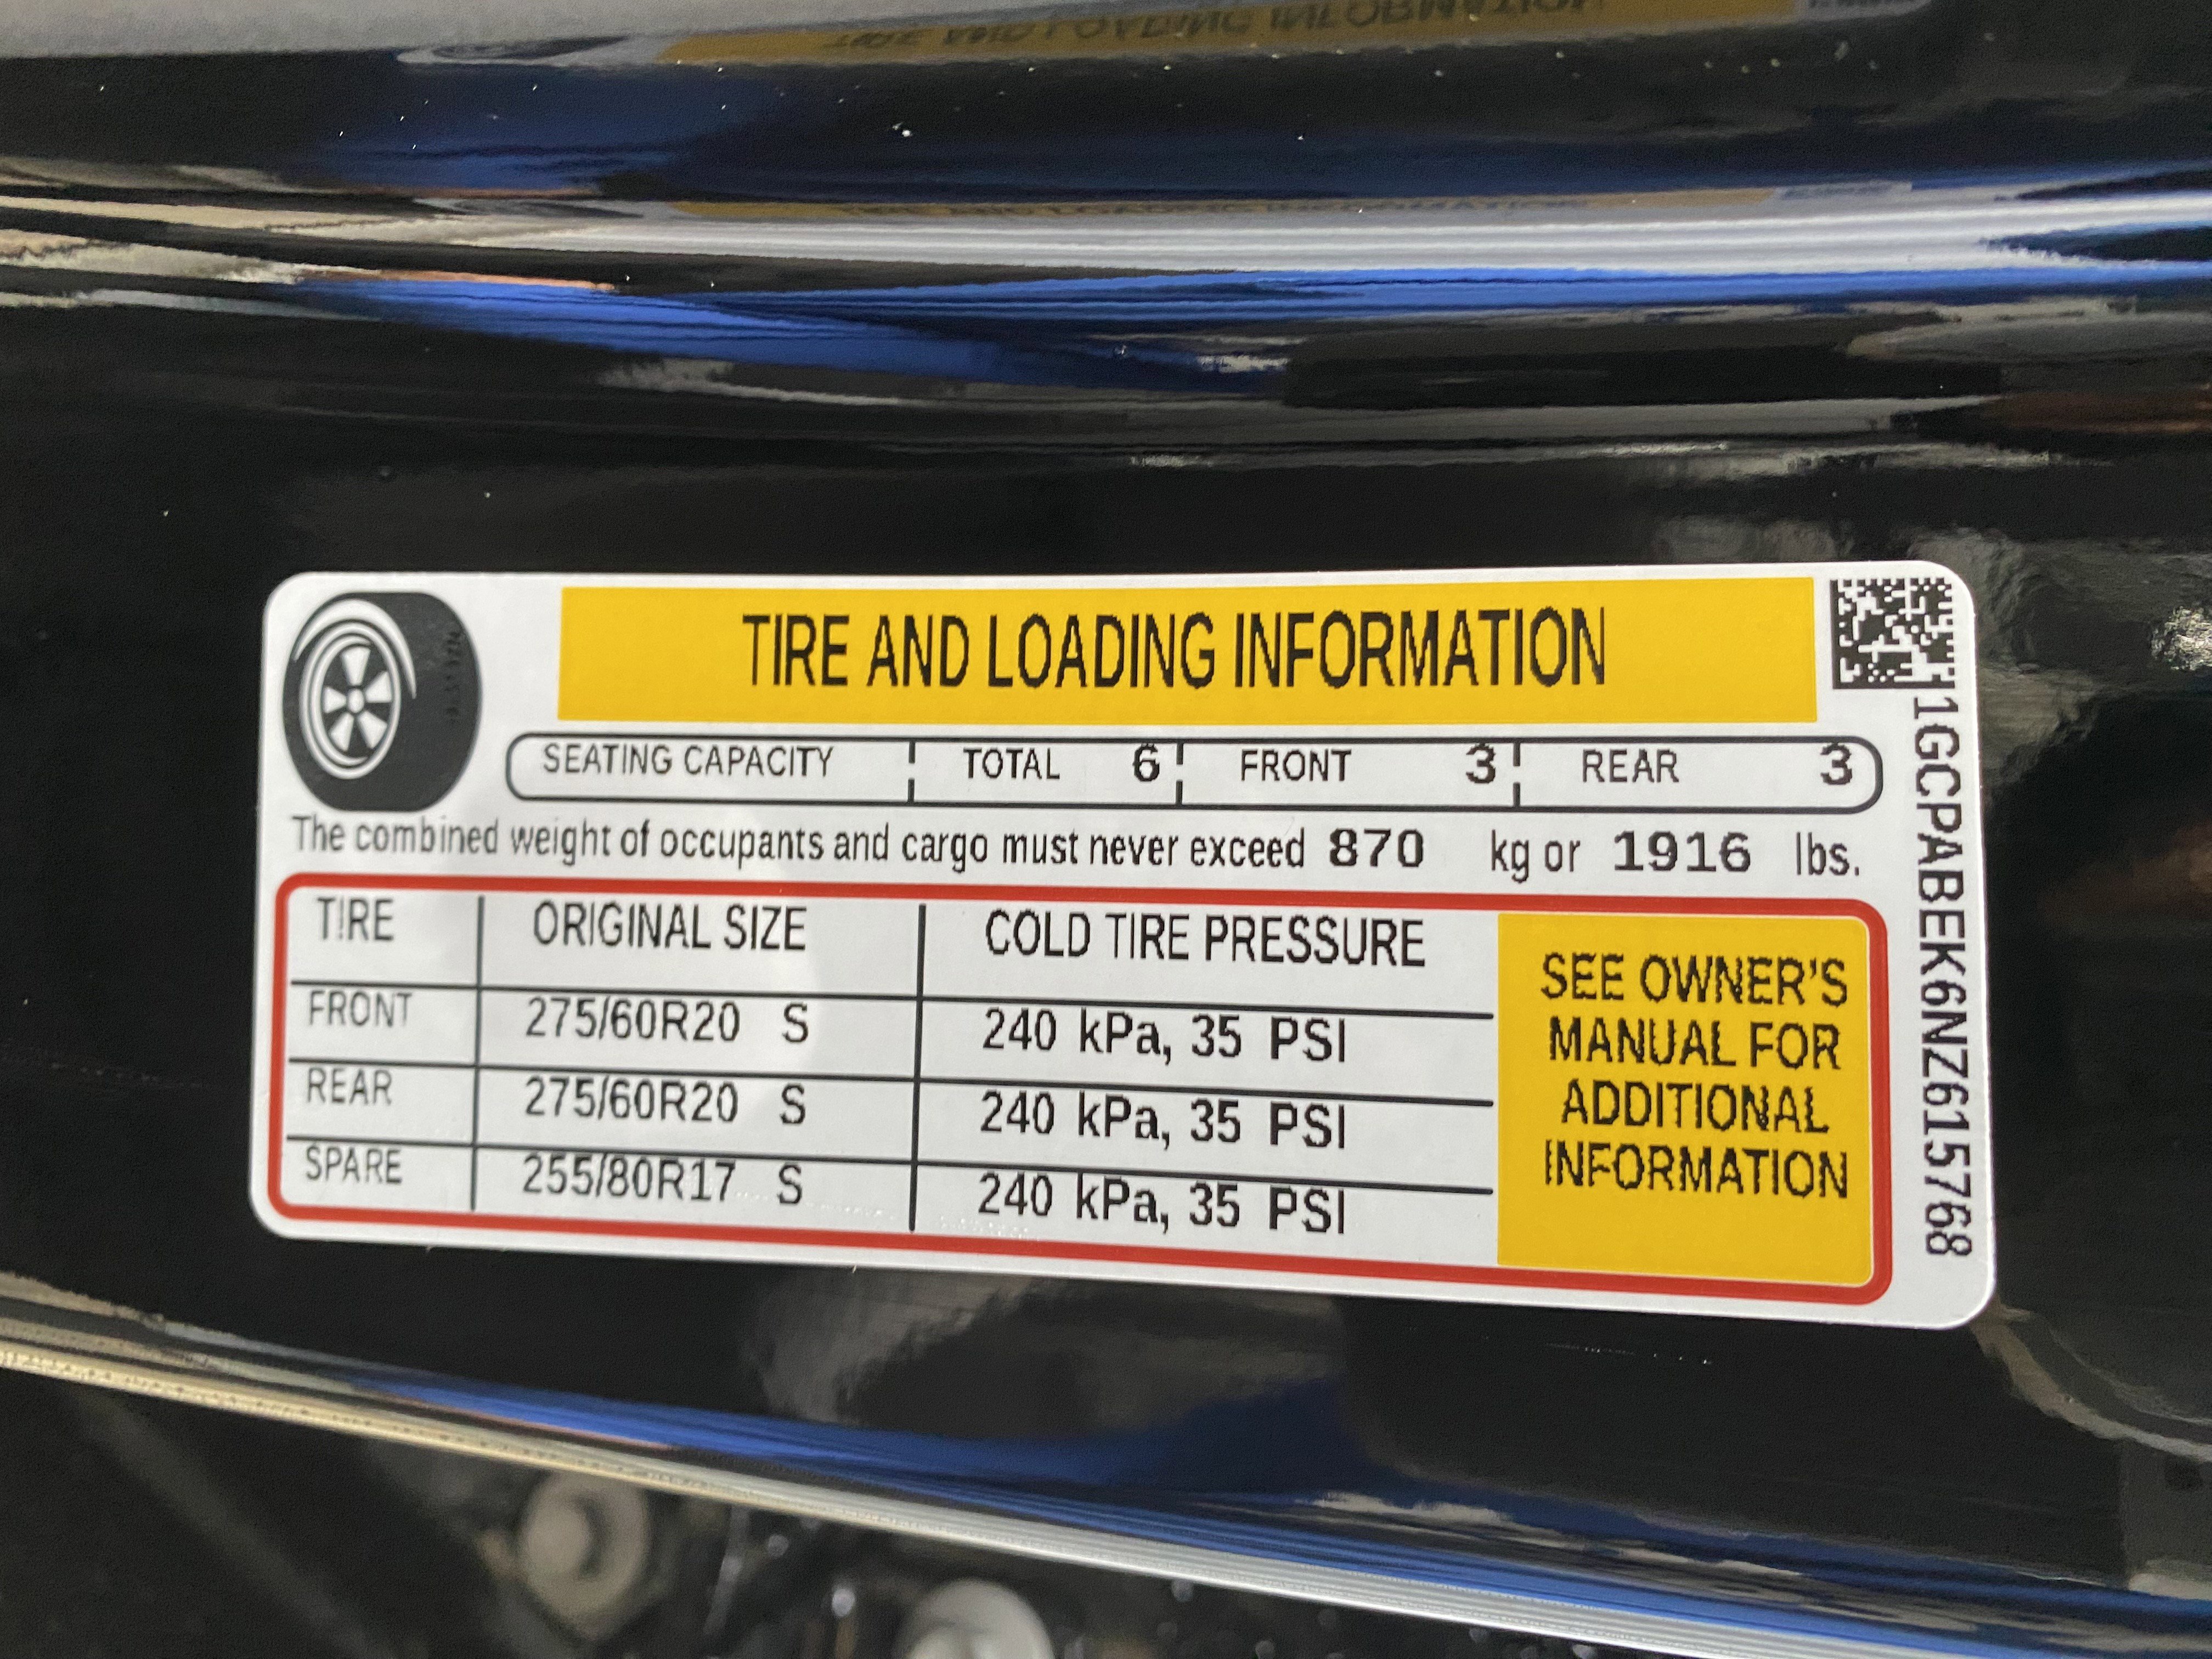 TIRE AND LOADING INFORMATION
SEATING CAPACITY TOTAL 6 FRONT 3 REAR 3
The combined weight of occupants and cargo must never exceed 870 kg or 1916 lbs.
TIRE ORIGINAL SIZE COLD TIRE PRESSURE
FRONT 275/60R20 S 240 kPa, 35 PSI
REAR 275/60R20 S 240 kPa, 35 PSI
SPARE 255/80R17 S 240 kPa, 35 PSI
SEE OWNER'S
MANUAL FOR
ADDITIONAL
INFORMATION
1GCPABEK6NZ615768